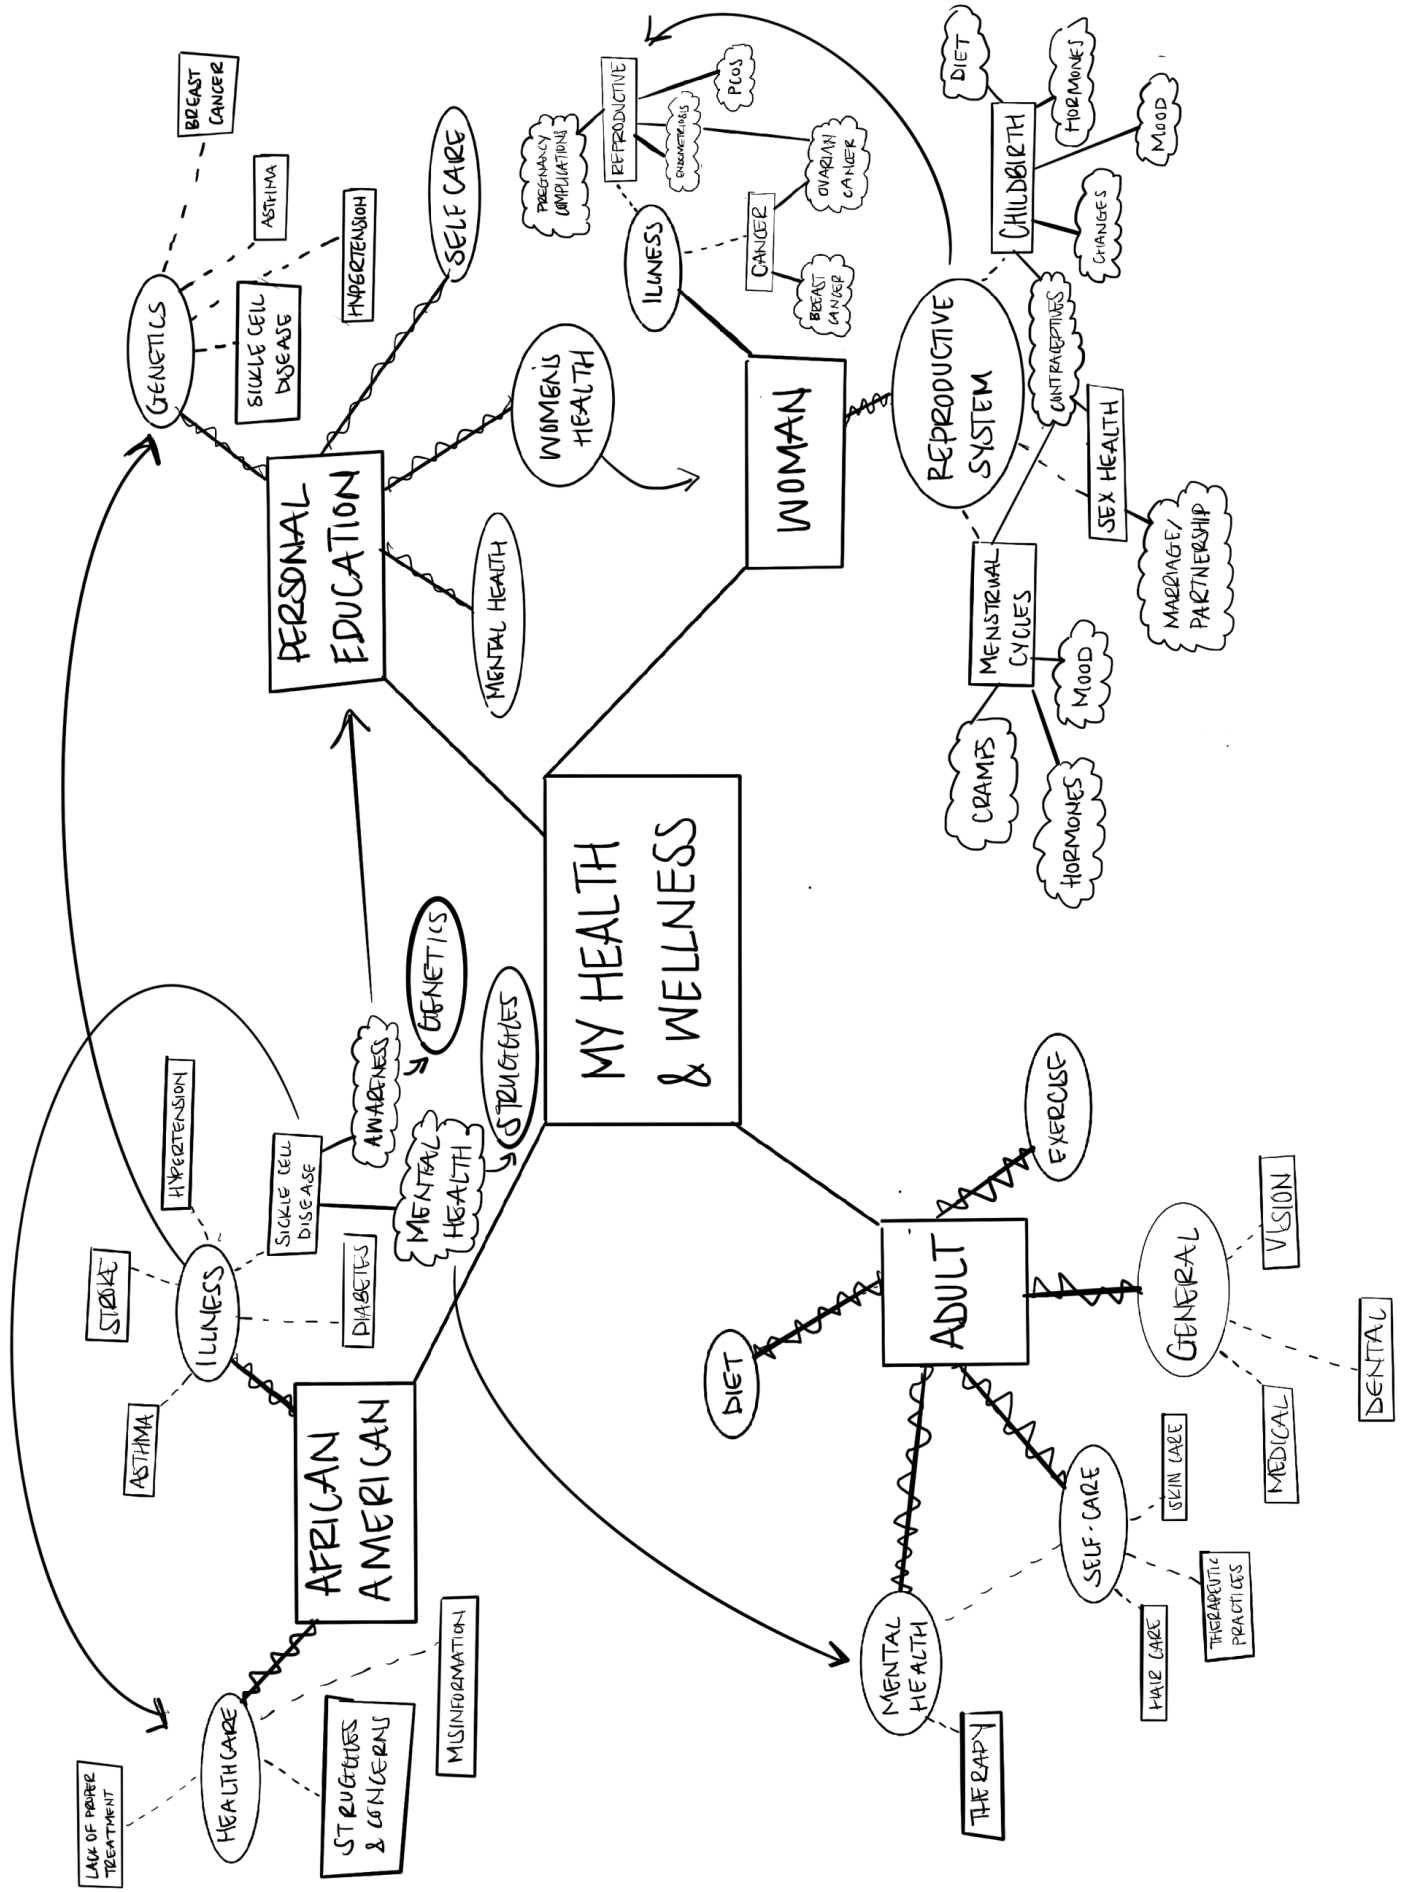 LACK OF PROPER
TREATMENT
HEALTHCARE
STRUGGLES
& CONCERNS
MISINFORMATION
AFRICAN
AMERICAN
ASTHMA
STROKE
ILLNESS
HYPERTENSION
DIABETES
SICKLE CELL
DISEASE
MENTAL
HEALTH
AWARENESS
GENETICS
STRUGGLES
MY HEALTH
& WELLNESS
PERSONAL
EDUCATION
GENETICS
BREAST
CANCER
ASTHMA
HYPERTENSION
SICKLE CELL
DISEASE
SELF CARE
WOMEN'S
HEALTH
MENTAL HEALTH
WOMAN
ILLNESS
REPRODUCTIVE
PREGNANCY
COMPLICATIONS
ENDOMETRIOSIS
PCOS
OVARIAN
CANCER
CANCER
BREAST
CANCER
REPRODUCTIVE
SYSTEM
CHILDBIRTH
DIET
HORMONES
MOOD
CHANGES
CONTRACEPTIVES
SEX HEALTH
MARRIAGE/
PARTNERSHIP
MENSTRUAL
CYCLES
CRAMPS
MOOD
HORMONES
ADULT
DIET
EXERCISE
GENERAL
VISION
DENTAL
MEDICAL
SELF-CARE
SKIN CARE
THERAPEUTIC
PRACTICES
HAIR CARE
MENTAL
HEALTH
THERAPY